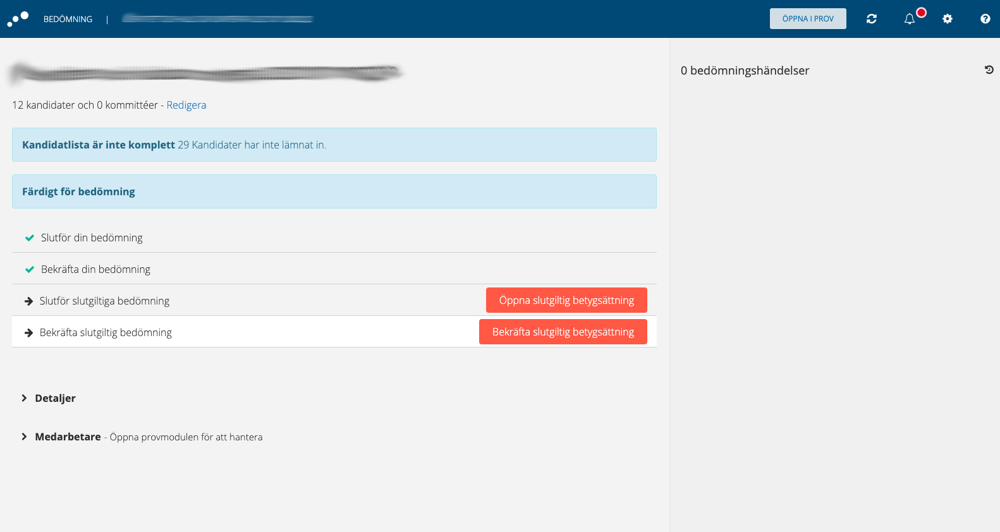 BEDÖMNING |
ÖPPNA I PROV
12 kandidater och 0 kommittéer - Redigera
Kandidatlista är inte komplett 29 Kandidater har inte lämnat in.
Färdigt för bedömning
Slutför din bedömning
Bekräfta din bedömning
Slutför slutgiltiga bedömning
Öppna slutgiltig betygsättning
Bekräfta slutgiltig bedömning
Bekräfta slutgiltig betygsättning
Detaljer
Medarbetare - Öppna provmodulen för att hantera
0 bedömningshändelser